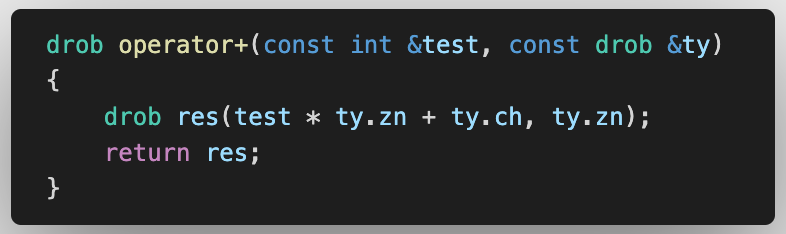 drob operator+(const int &test, const drob &ty)
{
    drob res(test * ty.zn + ty.ch, ty.zn);
    return res;
}